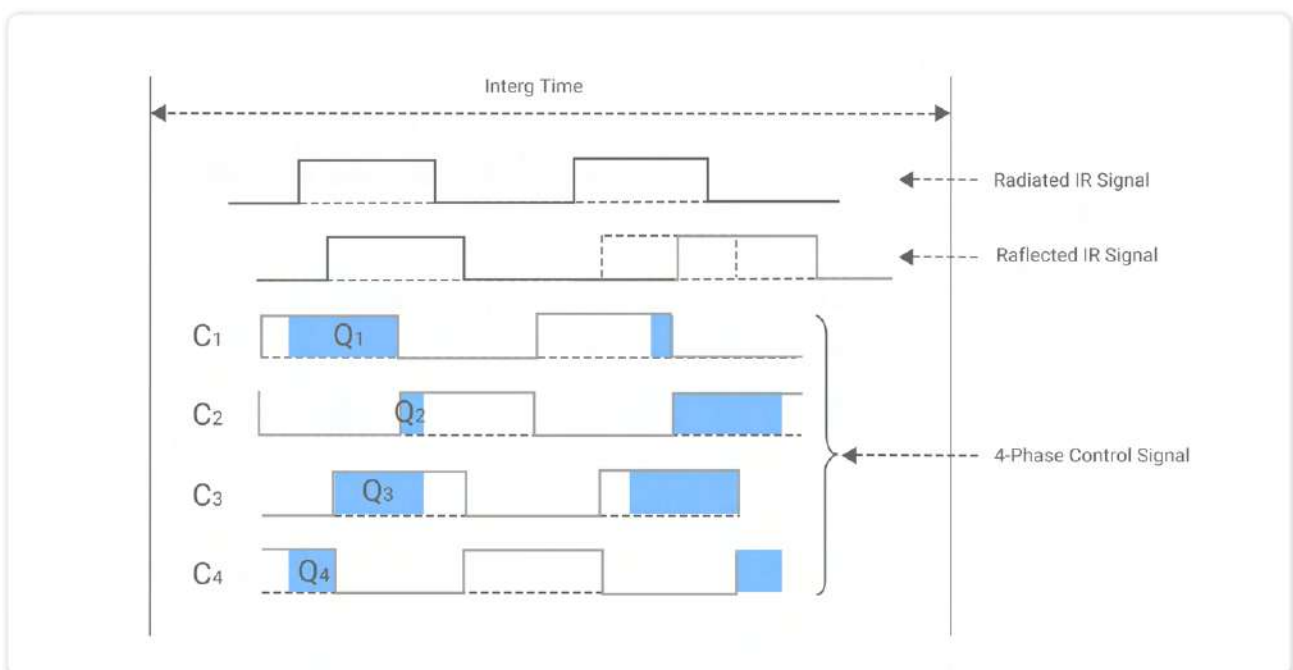 Interg Time
Radiated IR Signal
Raflected IR Signal
C1
Q1
C2
Q2
4-Phase Control Signal
C3
Q3
C4
Q4